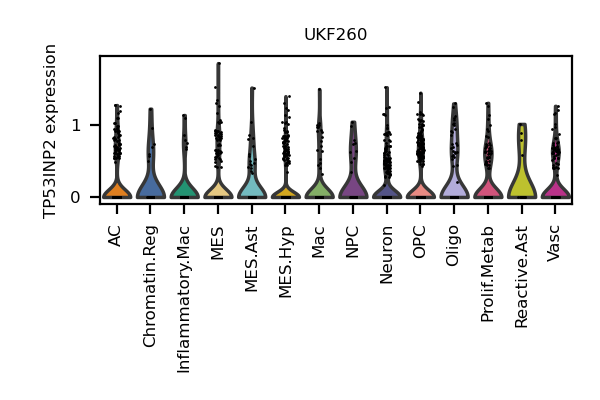 UKF260
TP53INP2 expression
1
0
AC
Chromatin.Reg
Inflammatory.Mac
MES
MES.Ast
MES.Hyp
Mac
NPC
Neuron
OPC
Oligo
Prolif.Metab
Reactive.Ast
Vasc